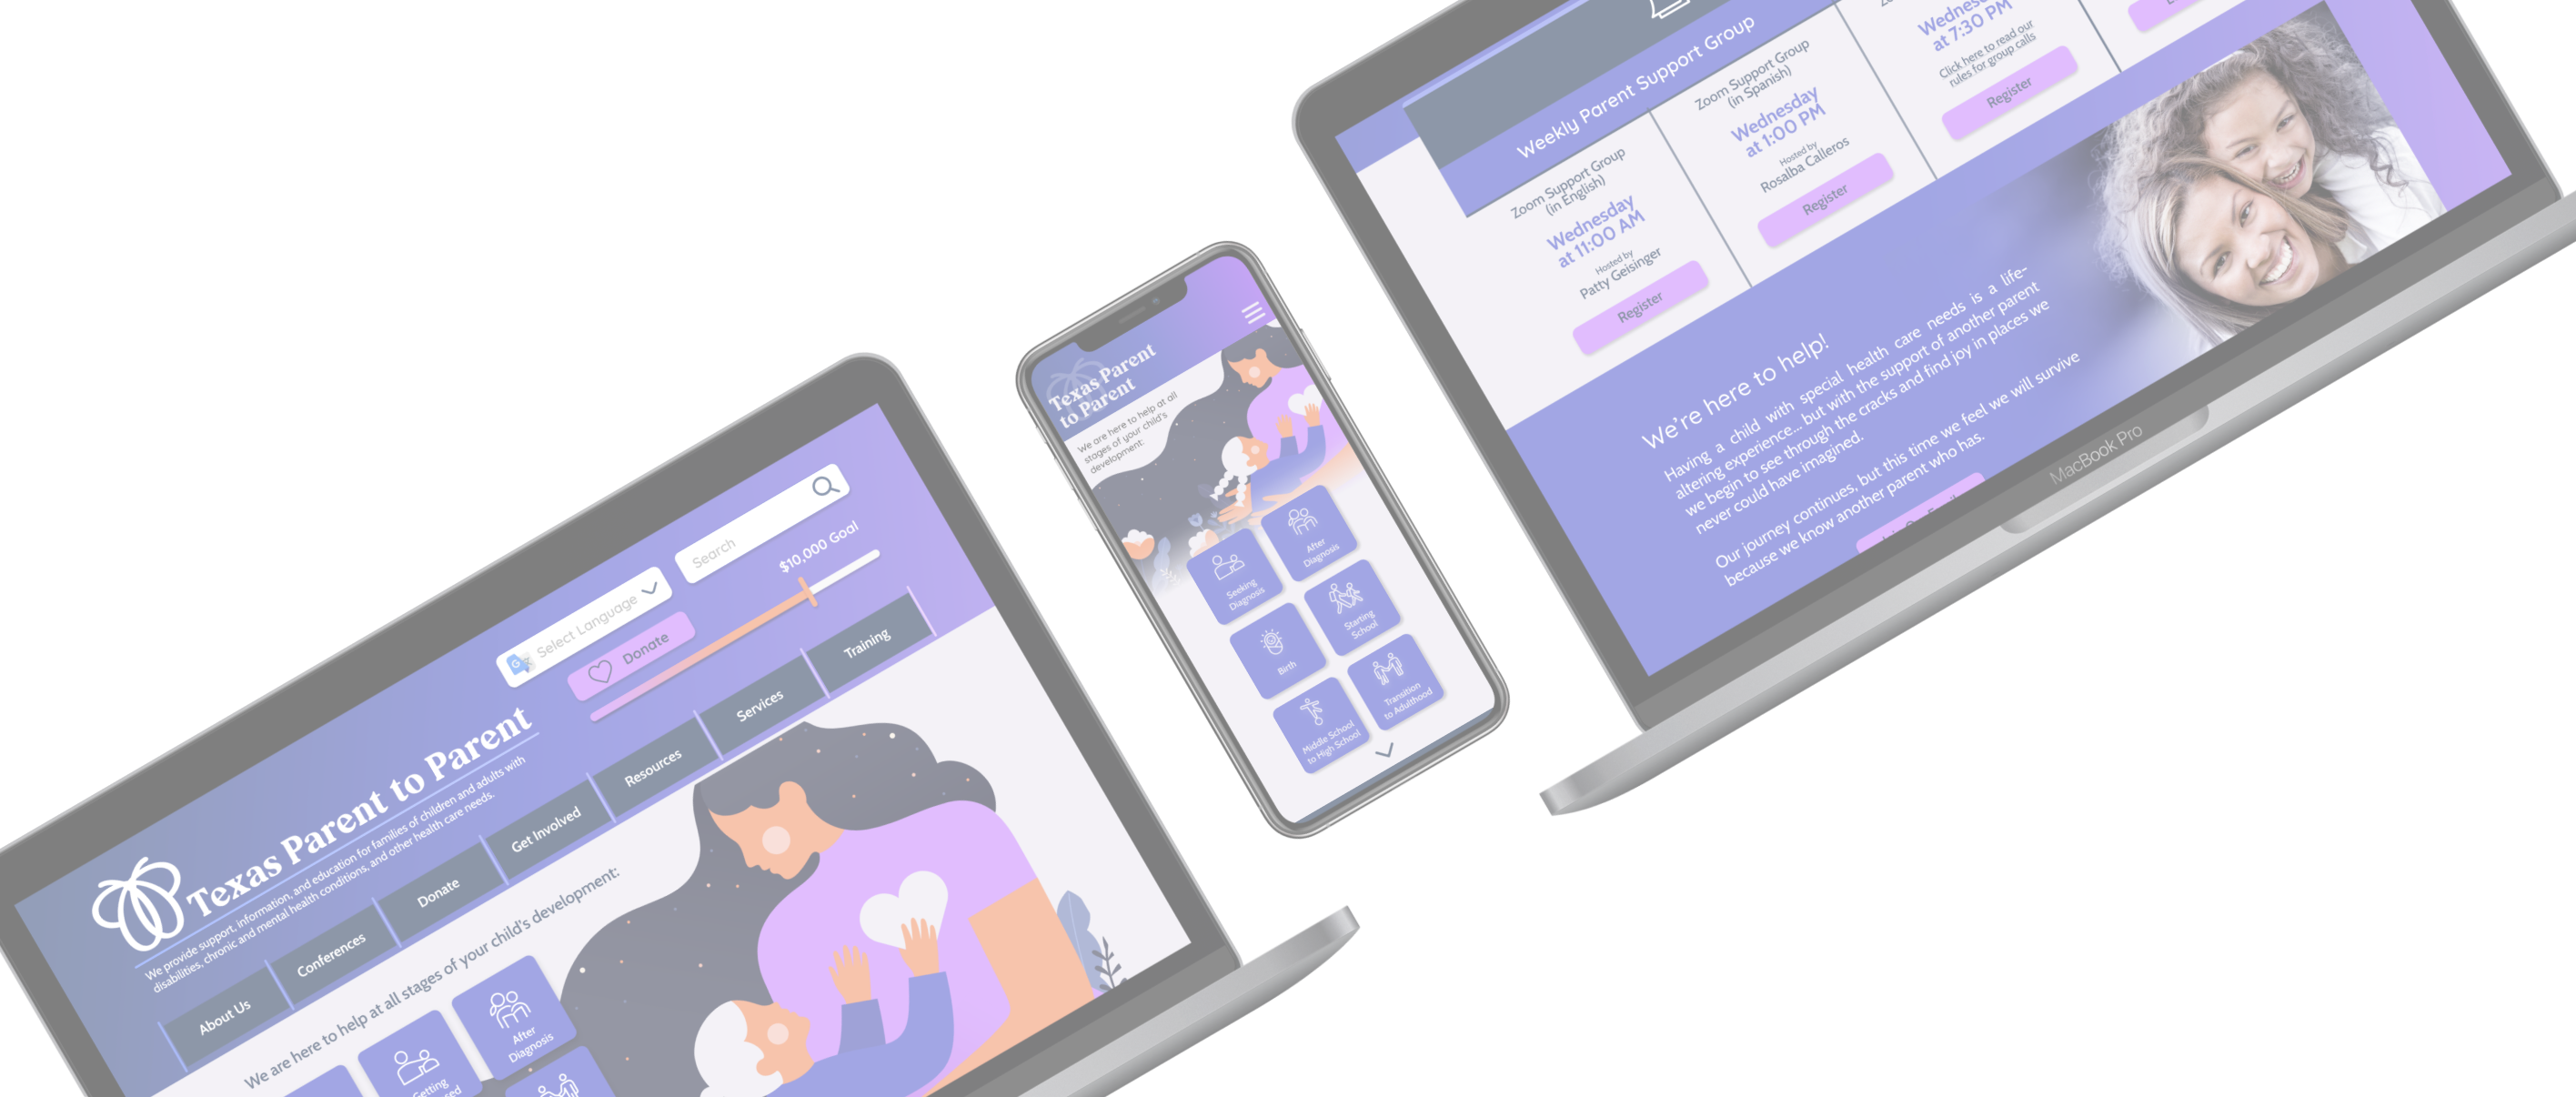 Select Language
Search
Donate
$10,000 Goal
Texas Parent to Parent
We provide support, information, and education for families of children and adults with
disabilities, chronic and mental health conditions, and other health care needs.
About Us
Conferences
Donate
Get Involved
Resources
Services
Training
We are here to help at all stages of your child's development:
After
Diagnosis
Texas Parent
to Parent
We are here to help at all
stages of your child's
development:
Seeking
Diagnosis
After
Diagnosis
Birth
Starting
School
Middle School
to High School
Transition
to Adulthood
Weekly Parent Support Group
Zoom Support Group
(in English)
Wednesday
at 11:00 AM
Hosted by
Patty Geisinger
Register
Zoom Support Group
(in Spanish)
Wednesday
at 1:00 PM
Hosted by
Rosalba Calleros
Register
at 7:30 PM
Click here to read our
rules for group calls
Register
We're here to help!
Having a child with special health care needs is a life-
altering experience... but with the support of another parent
we begin to see through the cracks and find joy in places we
never could have imagined.
Our journey continues, but this time we feel we will survive
because we know another parent who has.
MacBook Pro